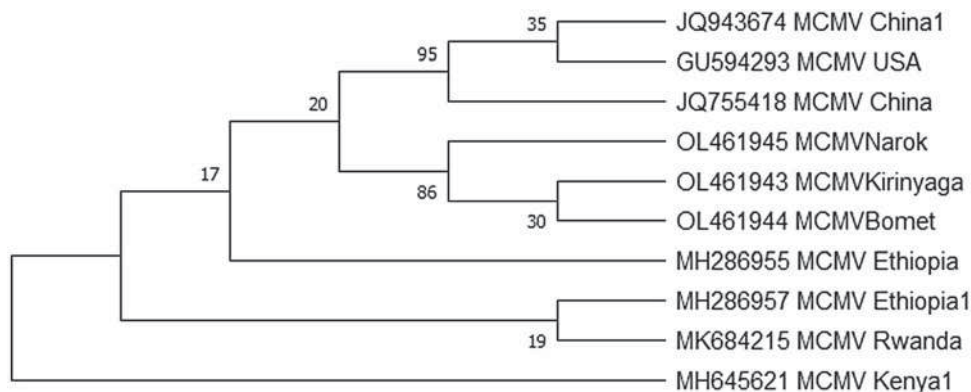 35
JQ943674 MCMV China1
95
GU594293 MCMV USA
20
JQ755418 MCMV China
OL461945 MCMVNarok
17
86
OL461943 MCMVKirinyaga
30
OL461944 MCMVBomet
MH286955 MCMV Ethiopia
MH286957 MCMV Ethiopia1
19
MK684215 MCMV Rwanda
MH645621 MCMV Kenya1